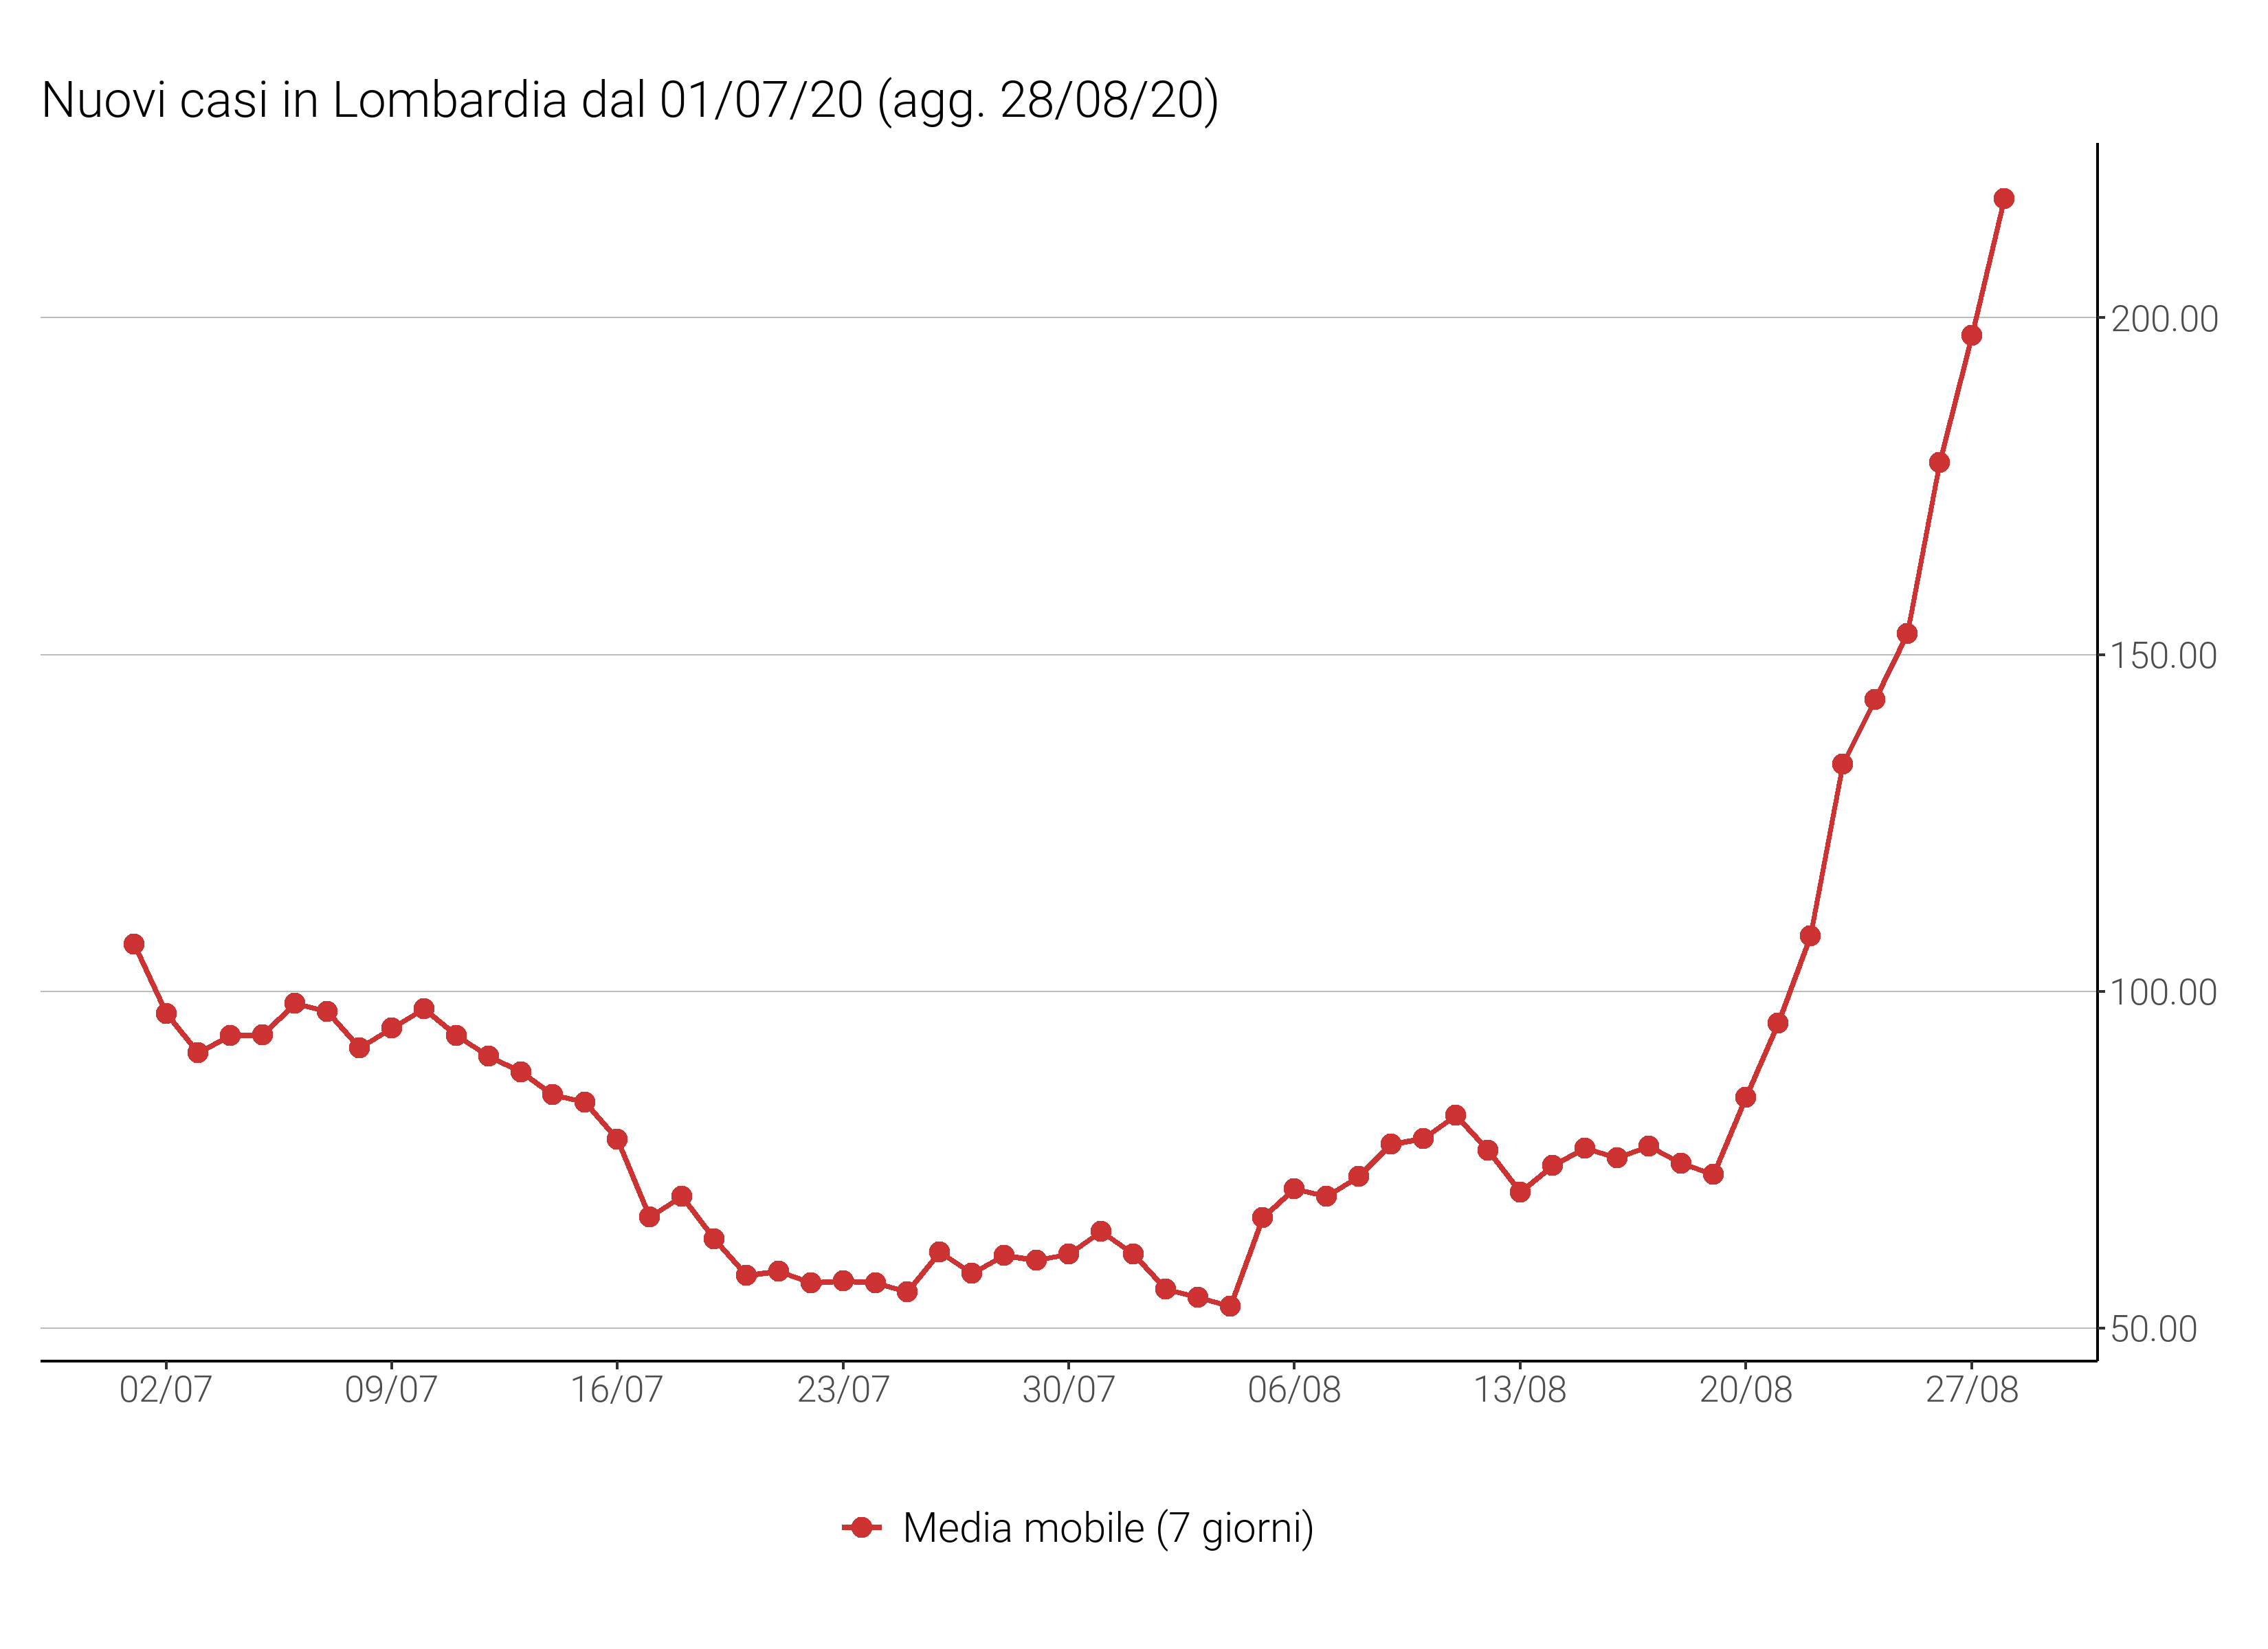 Nuovi casi in Lombardia dal 01/07/20 (agg. 28/08/20)
200.00
150.00
100.00
50.00
02/07 09/07 16/07 23/07 30/07 06/08 13/08 20/08 27/08
Media mobile (7 giorni)